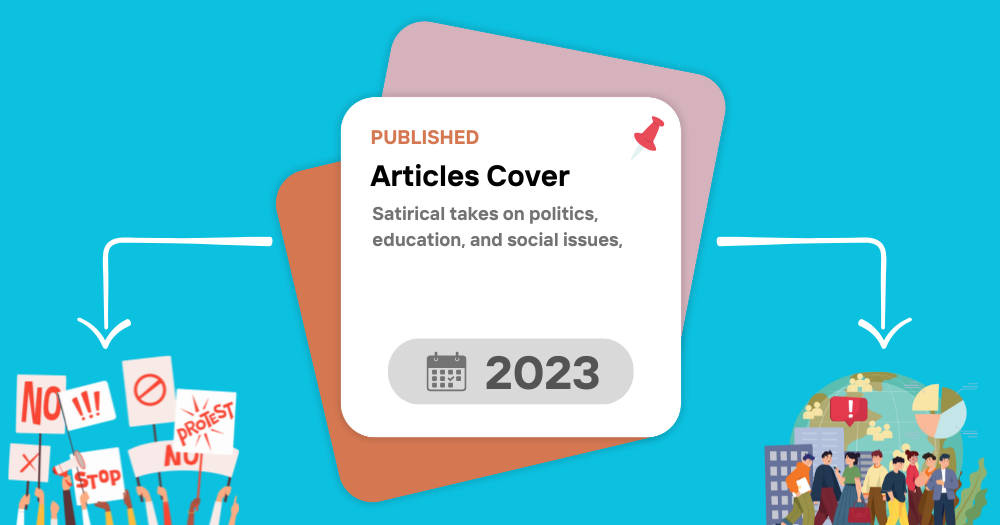 PUBLISHED
Articles Cover
Satirical takes on politics,
education, and social issues,
2023
NO
!!!
PROTEST
X
STOP
NO
!